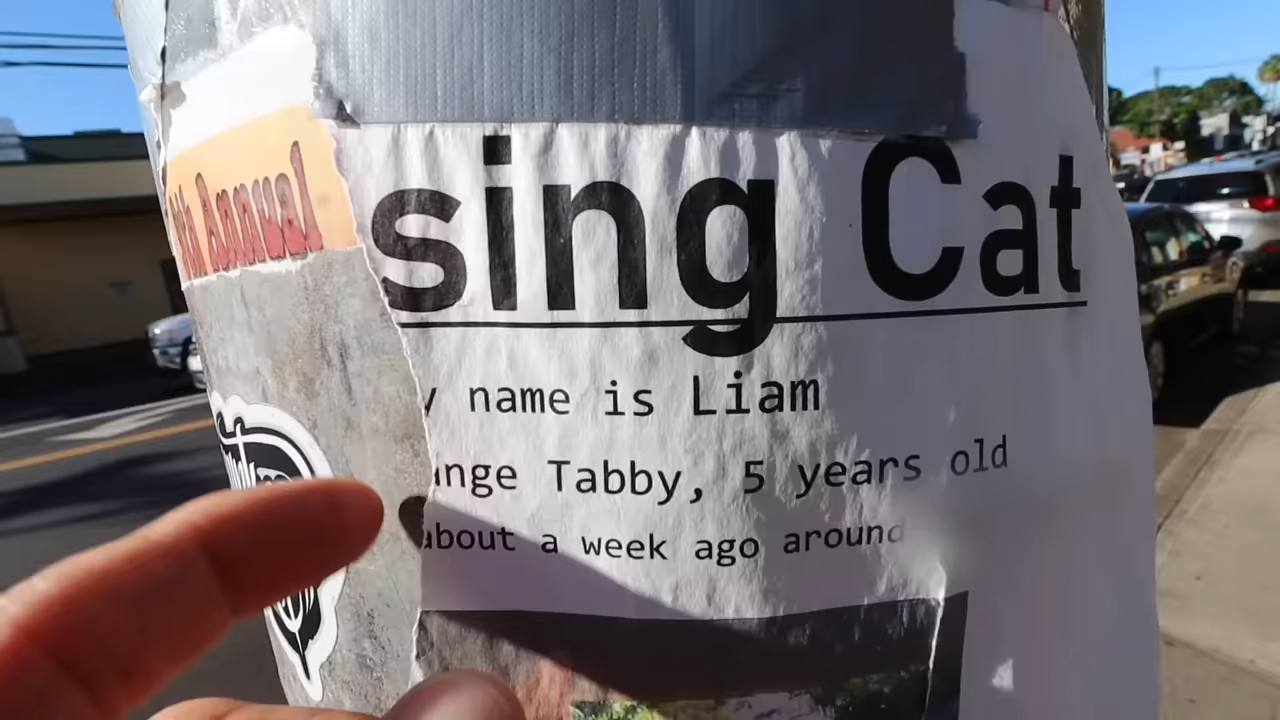 Annual
sing Cat
y name is Liam
nge Tabby, 5 years old
about a week ago around